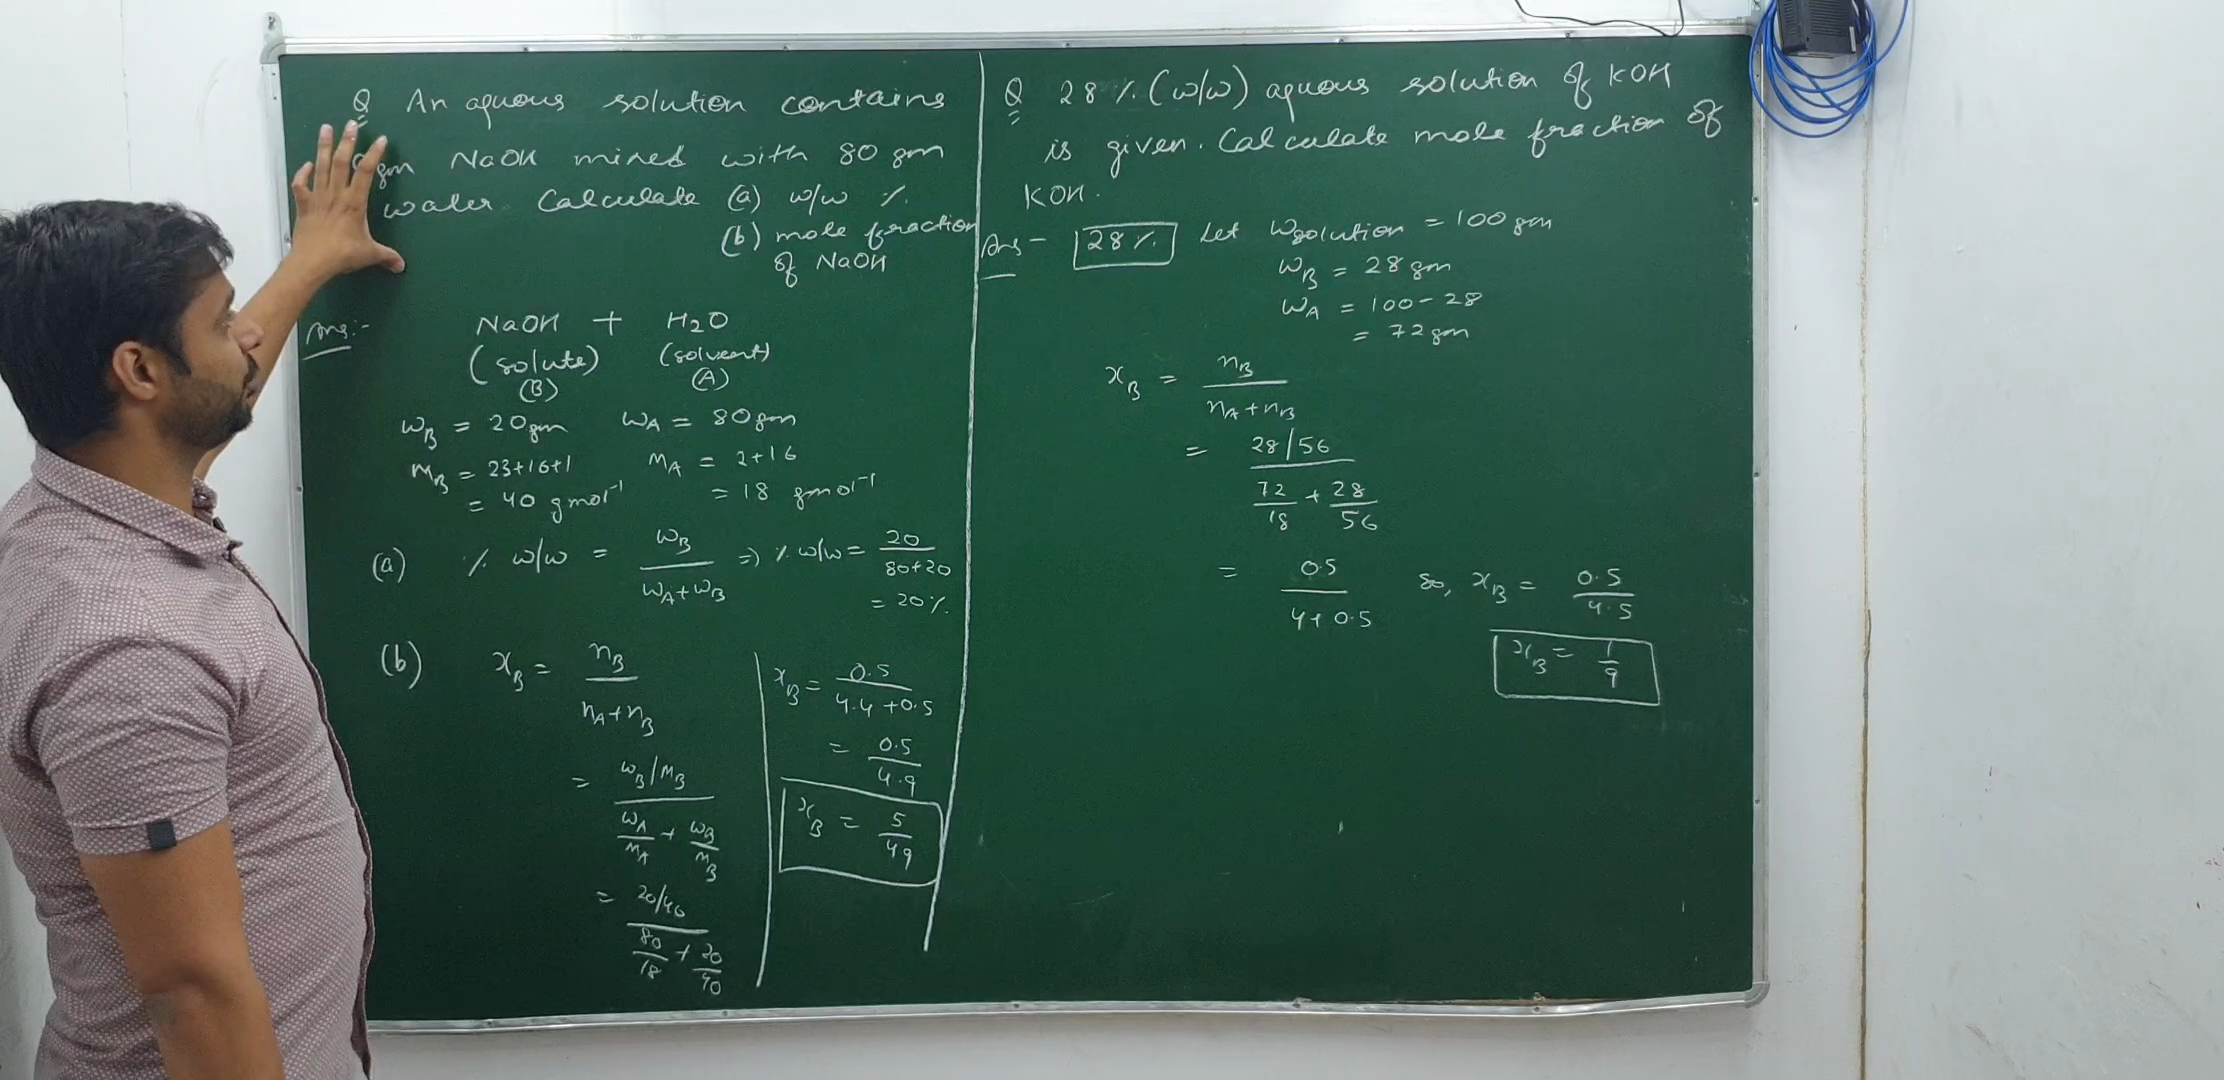 Q An aquous solution contains
gm NaOH mixed with 80 gm
water. Calculate (a) w/w %.
(b) mole fraction
of NaOH
Ans:-
NaOH + H2O
(solute) (solvent)
(B) (A)
wB = 20gm wA = 80gm
MB = 23+16+1 MA = 2+16
= 40 gmol-1 = 18 gmol-1
(a) % w/w = wB / wA+wB => % w/w = 20 / 80+20
= 20%
(b) xB = nB / nA+nB
= wB/MB / wA/MA + wB/MB
= 20/40 / 80/18 + 20/40
xB = 0.5 / 4.4+0.5
= 0.5 / 4.9
xB = 5/49
Q 28% (w/w) aquous solution of KOH
is given. Calculate mole fraction of
KOH.
Ans- 28% Let wsolution = 100 gm
wB = 28 gm
wA = 100-28
= 72 gm
xB = nB / nA+nB
= 28/56 / 72/18 + 28/56
= 0.5 / 4+0.5 so, xB = 0.5 / 4.5
xB = 1/9